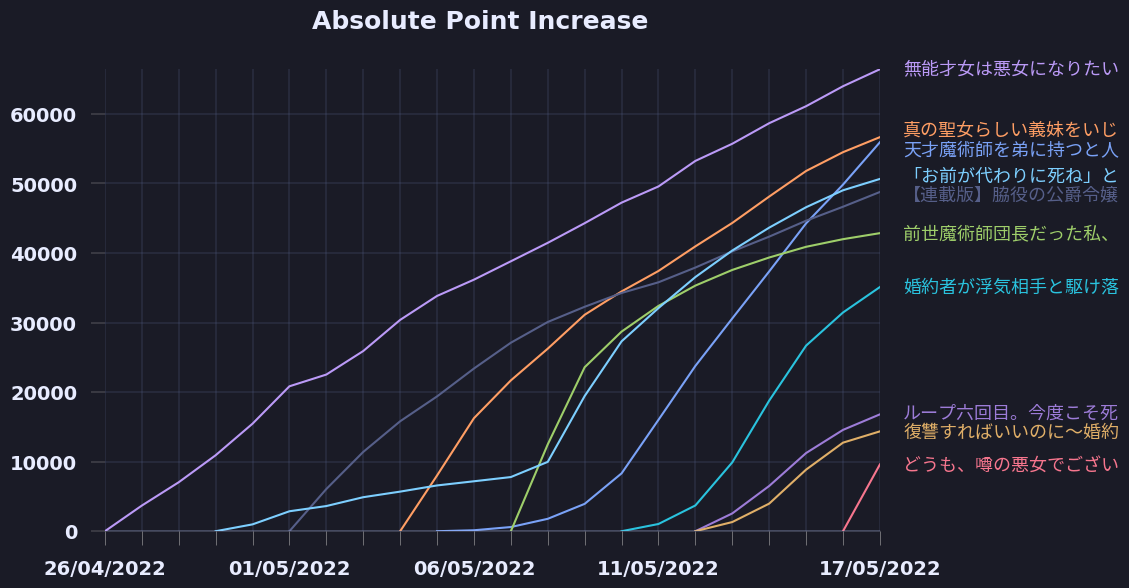 Absolute Point Increase
無能才女は悪女になりたい
60000
真の聖女らしい義妹をいじ
天才魔術師を弟に持つと人
50000
「お前が代わりに死ね」と
【連載版】脇役の公爵令嬢
40000
前世魔術師団長だった私、
30000
婚約者が浮気相手と駆け落
20000
ループ六回目。今度こそ死
復讐すればいいのに～婚約
10000
どうも、噂の悪女でござい
0
26/04/2022 01/05/2022 06/05/2022 11/05/2022 17/05/2022